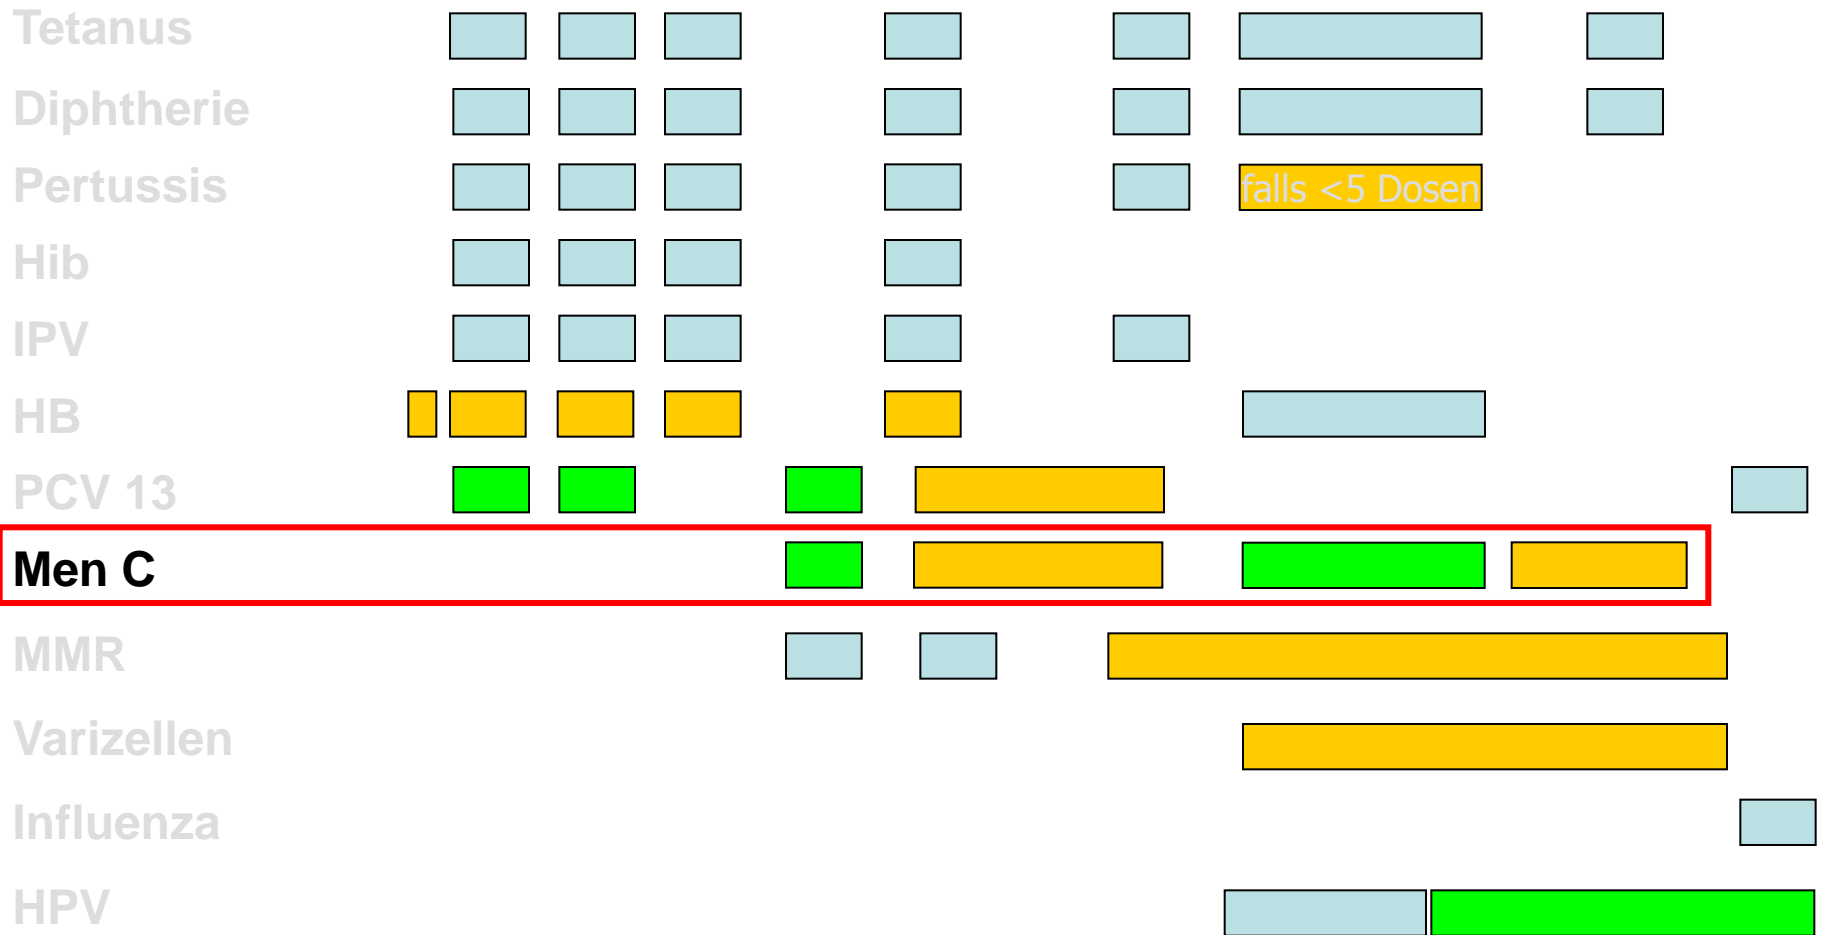 Tetanus
Diphtherie
Pertussis
falls <5 Dosen
Hib
IPV
HB
PCV 13
Men C
MMR
Varizellen
Influenza
HPV